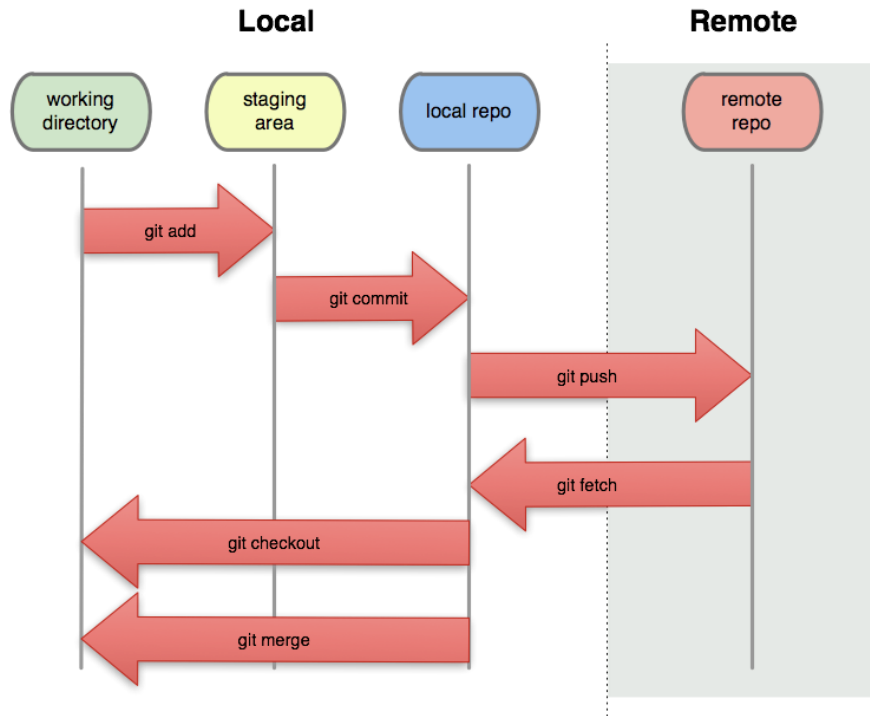 Local
Remote
working
directory
staging
area
local repo
remote
repo
git add
git commit
git push
git fetch
git checkout
git merge